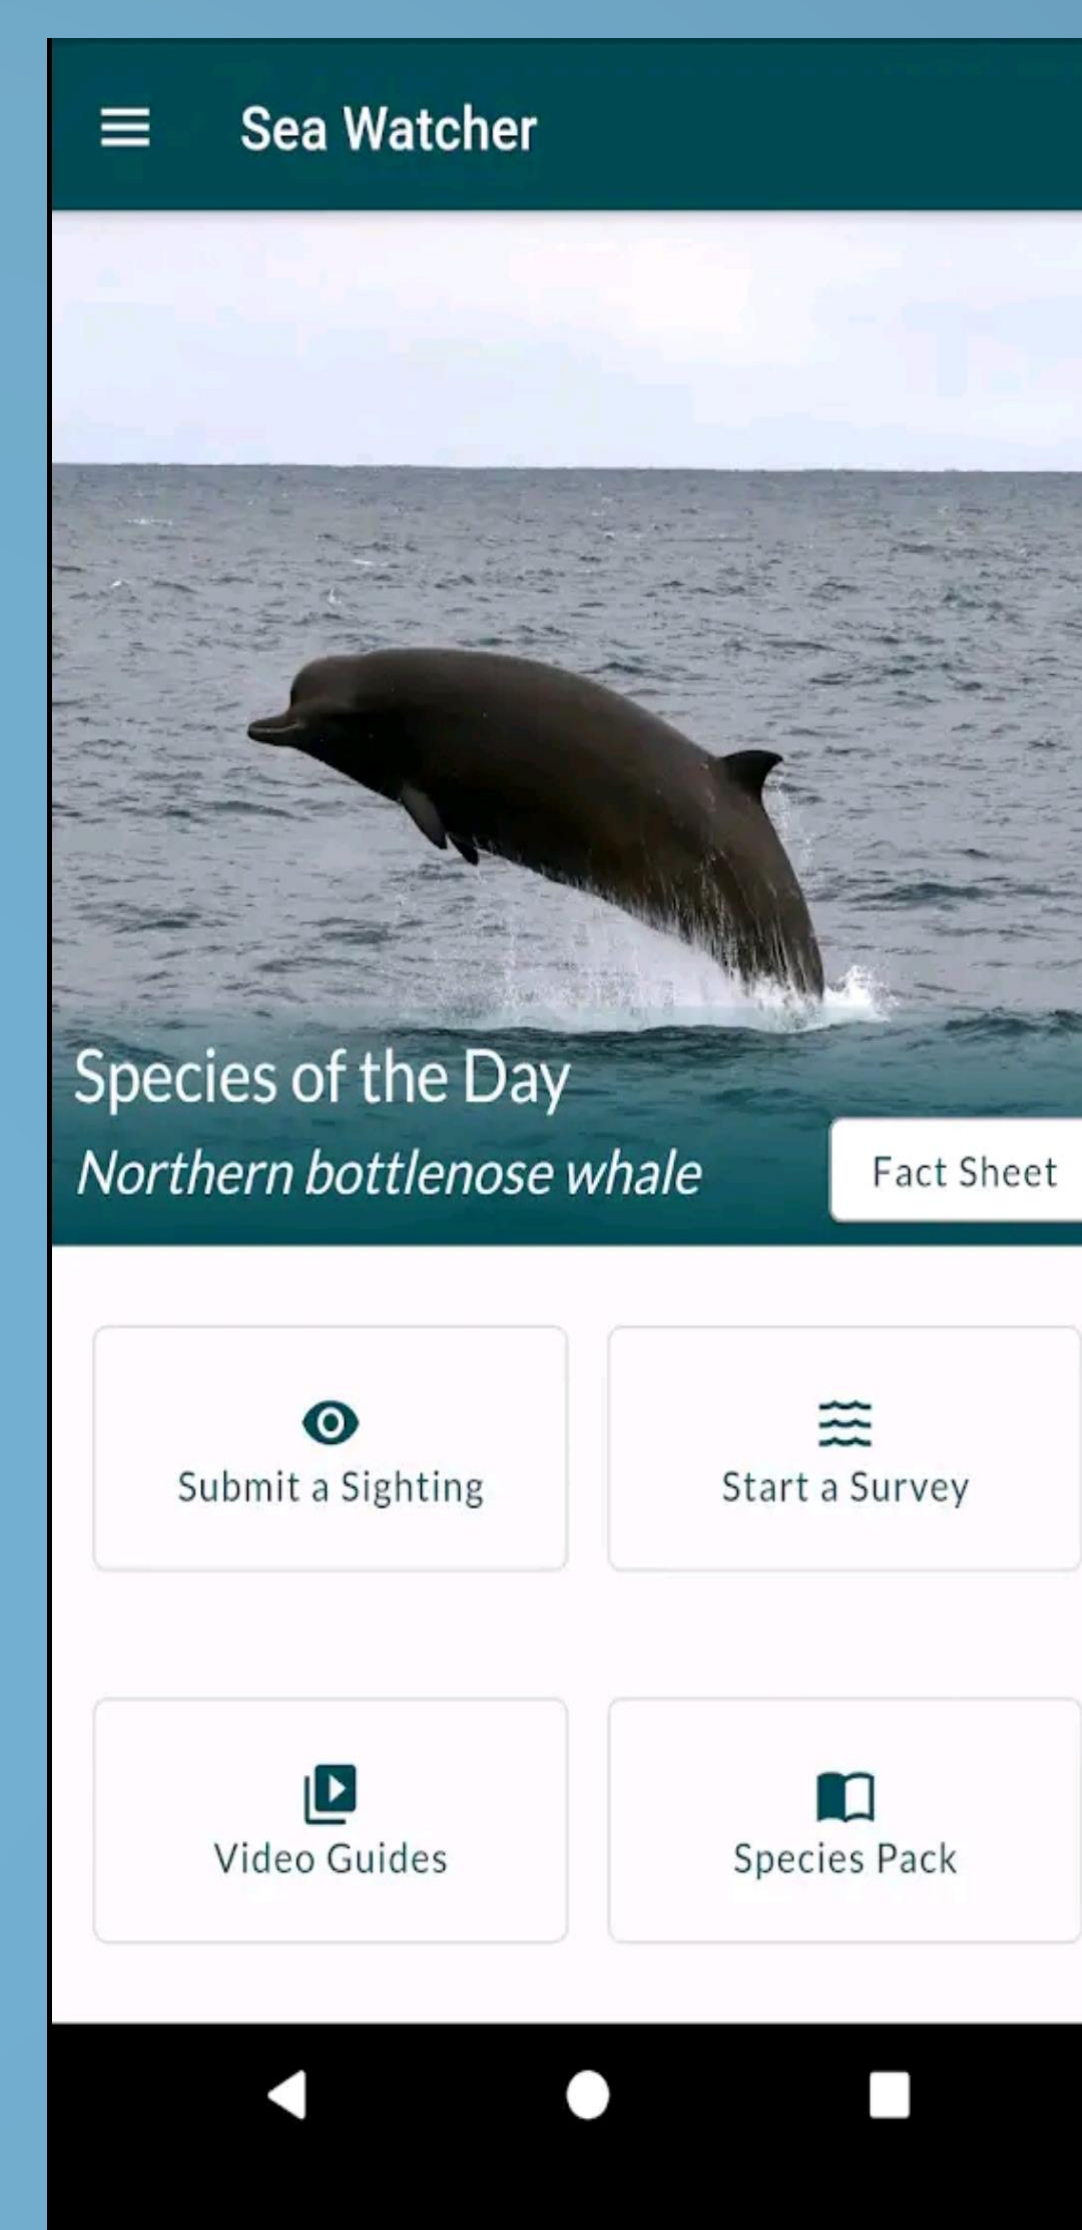 Sea Watcher
Species of the Day
Northern bottlenose whale
Fact Sheet
Submit a Sighting
Start a Survey
Video Guides
Species Pack